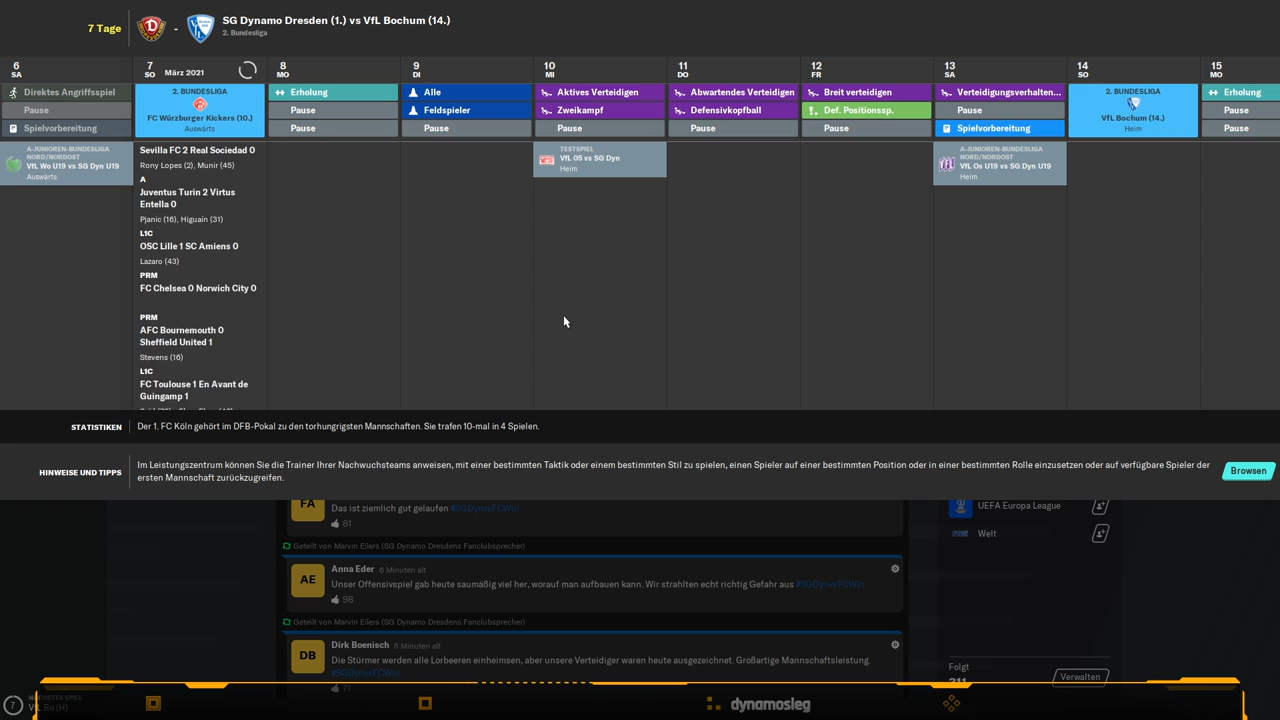 7 Tage
SG Dynamo Dresden (1.) vs VfL Bochum (14.)
2. Bundesliga
6
SA
7
SO März 2021
8
MO
9
DI
10
MI
11
DO
12
FR
13
SA
14
SO
15
MO
Direktes Angriffsspiel
Pause
Spielvorbereitung
2. BUNDESLIGA
FC Würzburger Kickers (10.)
Auswärts
Erholung
Pause
Pause
Alle
Feldspieler
Pause
Aktives Verteidigen
Zweikampf
Pause
Abwartendes Verteidigen
Defensivkopfball
Pause
Breit verteidigen
Def. Positionssp.
Pause
Verteidigungsverhalten...
Pause
Spielvorbereitung
2. BUNDESLIGA
VfL Bochum (14.)
Heim
Erholung
Pause
Pause
A-JUNIOREN-BUNDESLIGA
NORD/NORDOST
VfL Wo U19 vs SG Dyn U19
Auswärts
Sevilla FC 2 Real Sociedad 0
Rony Lopes (2), Munir (45)
A
Juventus Turin 2 Virtus
Entella 0
Pjanic (16), Higuaín (31)
L1C
OSC Lille 1 SC Amiens 0
Lazaro (43)
PRM
FC Chelsea 0 Norwich City 0
PRM
AFC Bournemouth 0
Sheffield United 1
Stevens (16)
L1C
FC Toulouse 1 En Avant de
Guingamp 1
TESTSPIEL
VfL 05 vs SG Dyn
Heim
A-JUNIOREN-BUNDESLIGA
NORD/NORDOST
VfL Os U19 vs SG Dyn U19
Heim
STATISTIKEN
Der 1. FC Köln gehört im DFB-Pokal zu den torhungrigsten Mannschaften. Sie trafen 10-mal in 4 Spielen.
HINWEISE UND TIPPS
Im Leistungszentrum können Sie die Trainer Ihrer Nachwuchsteams anweisen, mit einer bestimmten Taktik oder einem bestimmten Stil zu spielen, einen Spieler auf einer bestimmten Position oder in einer bestimmten Rolle einzusetzen oder auf verfügbare Spieler der
ersten Mannschaft zurückzugreifen.
Browsen
FA
Das ist ziemlich gut gelaufen #SGDynvsFCWür
81
Geteilt von Marvin Eilers (SG Dynamo Dresdens Fanclubsprecher)
AE
Anna Eder 6 Minuten alt
Unser Offensivspiel gab heute saumäßig viel her, worauf man aufbauen kann. Wir strahlten echt richtig Gefahr aus #SGDynvsFCWür
98
Geteilt von Marvin Eilers (SG Dynamo Dresdens Fanclubsprecher)
DB
Dirk Boenisch 6 Minuten alt
Die Stürmer werden alle Lorbeeren einheimsen, aber unsere Verteidiger waren heute ausgezeichnet. Großartige Mannschaftsleistung.
#SGDynvsFCWür
71
UEFA Europa League
Welt
Folgt
311
Verwalten
7
NÄCHSTES SPIEL
VfL Bo (H)
dynamosleg